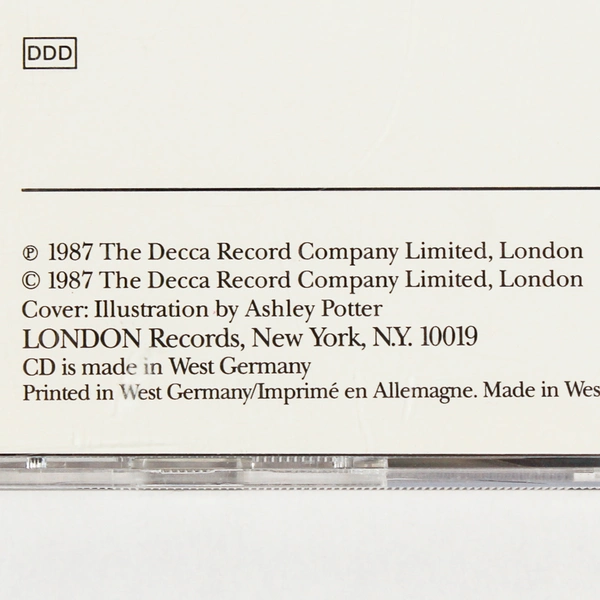 DDD
℗ 1987 The Decca Record Company Limited, London
© 1987 The Decca Record Company Limited, London
Cover: Illustration by Ashley Potter
LONDON Records, New York, N.Y. 10019
CD is made in West Germany
Printed in West Germany/Imprimé en Allemagne. Made in Wes